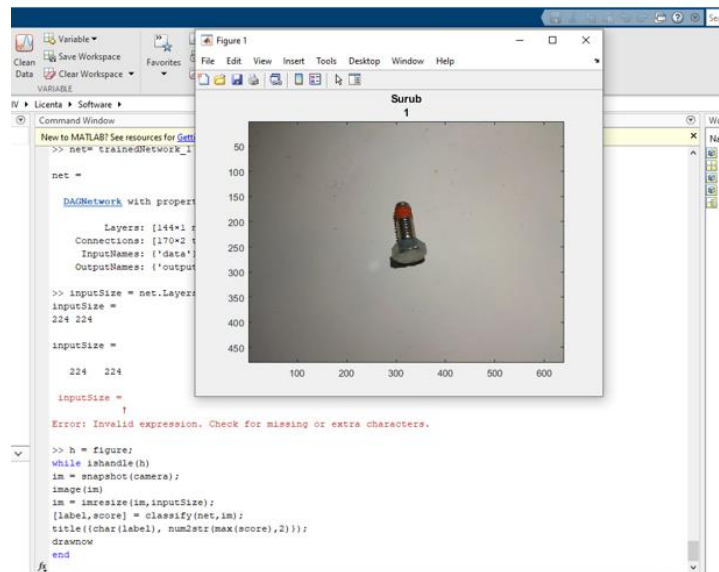 Variable
Save Workspace
Clean
Data
Clear Workspace
Favorites
VARIABLE
Licenta ▸ Software ▸
Command Window
New to MATLAB? See resources for
>> net= trainedNetwork_1
net =
DAGNetwork with
Layers: [144×1
Connections: [170×2
InputNames: {'data'
OutputNames:
>> inputSize =
inputSize =
224 224
inputSize =
224 224
inputSize =
↑
Error: Invalid expression. Check for missing or extra characters.
>> h = figure;
while ishandle(h)
im = snapshot(camera);
image(im)
im = imresize(im,inputSize);
[label,score] = classify(net,im);
title({char(label), num2str(max(score),2)});
drawnow
end
fx
Figure 1
File Edit View Insert Tools Desktop Window Help
Surub
1
50
100
150
200
250
300
350
400
450
100 200 300 400 500 600